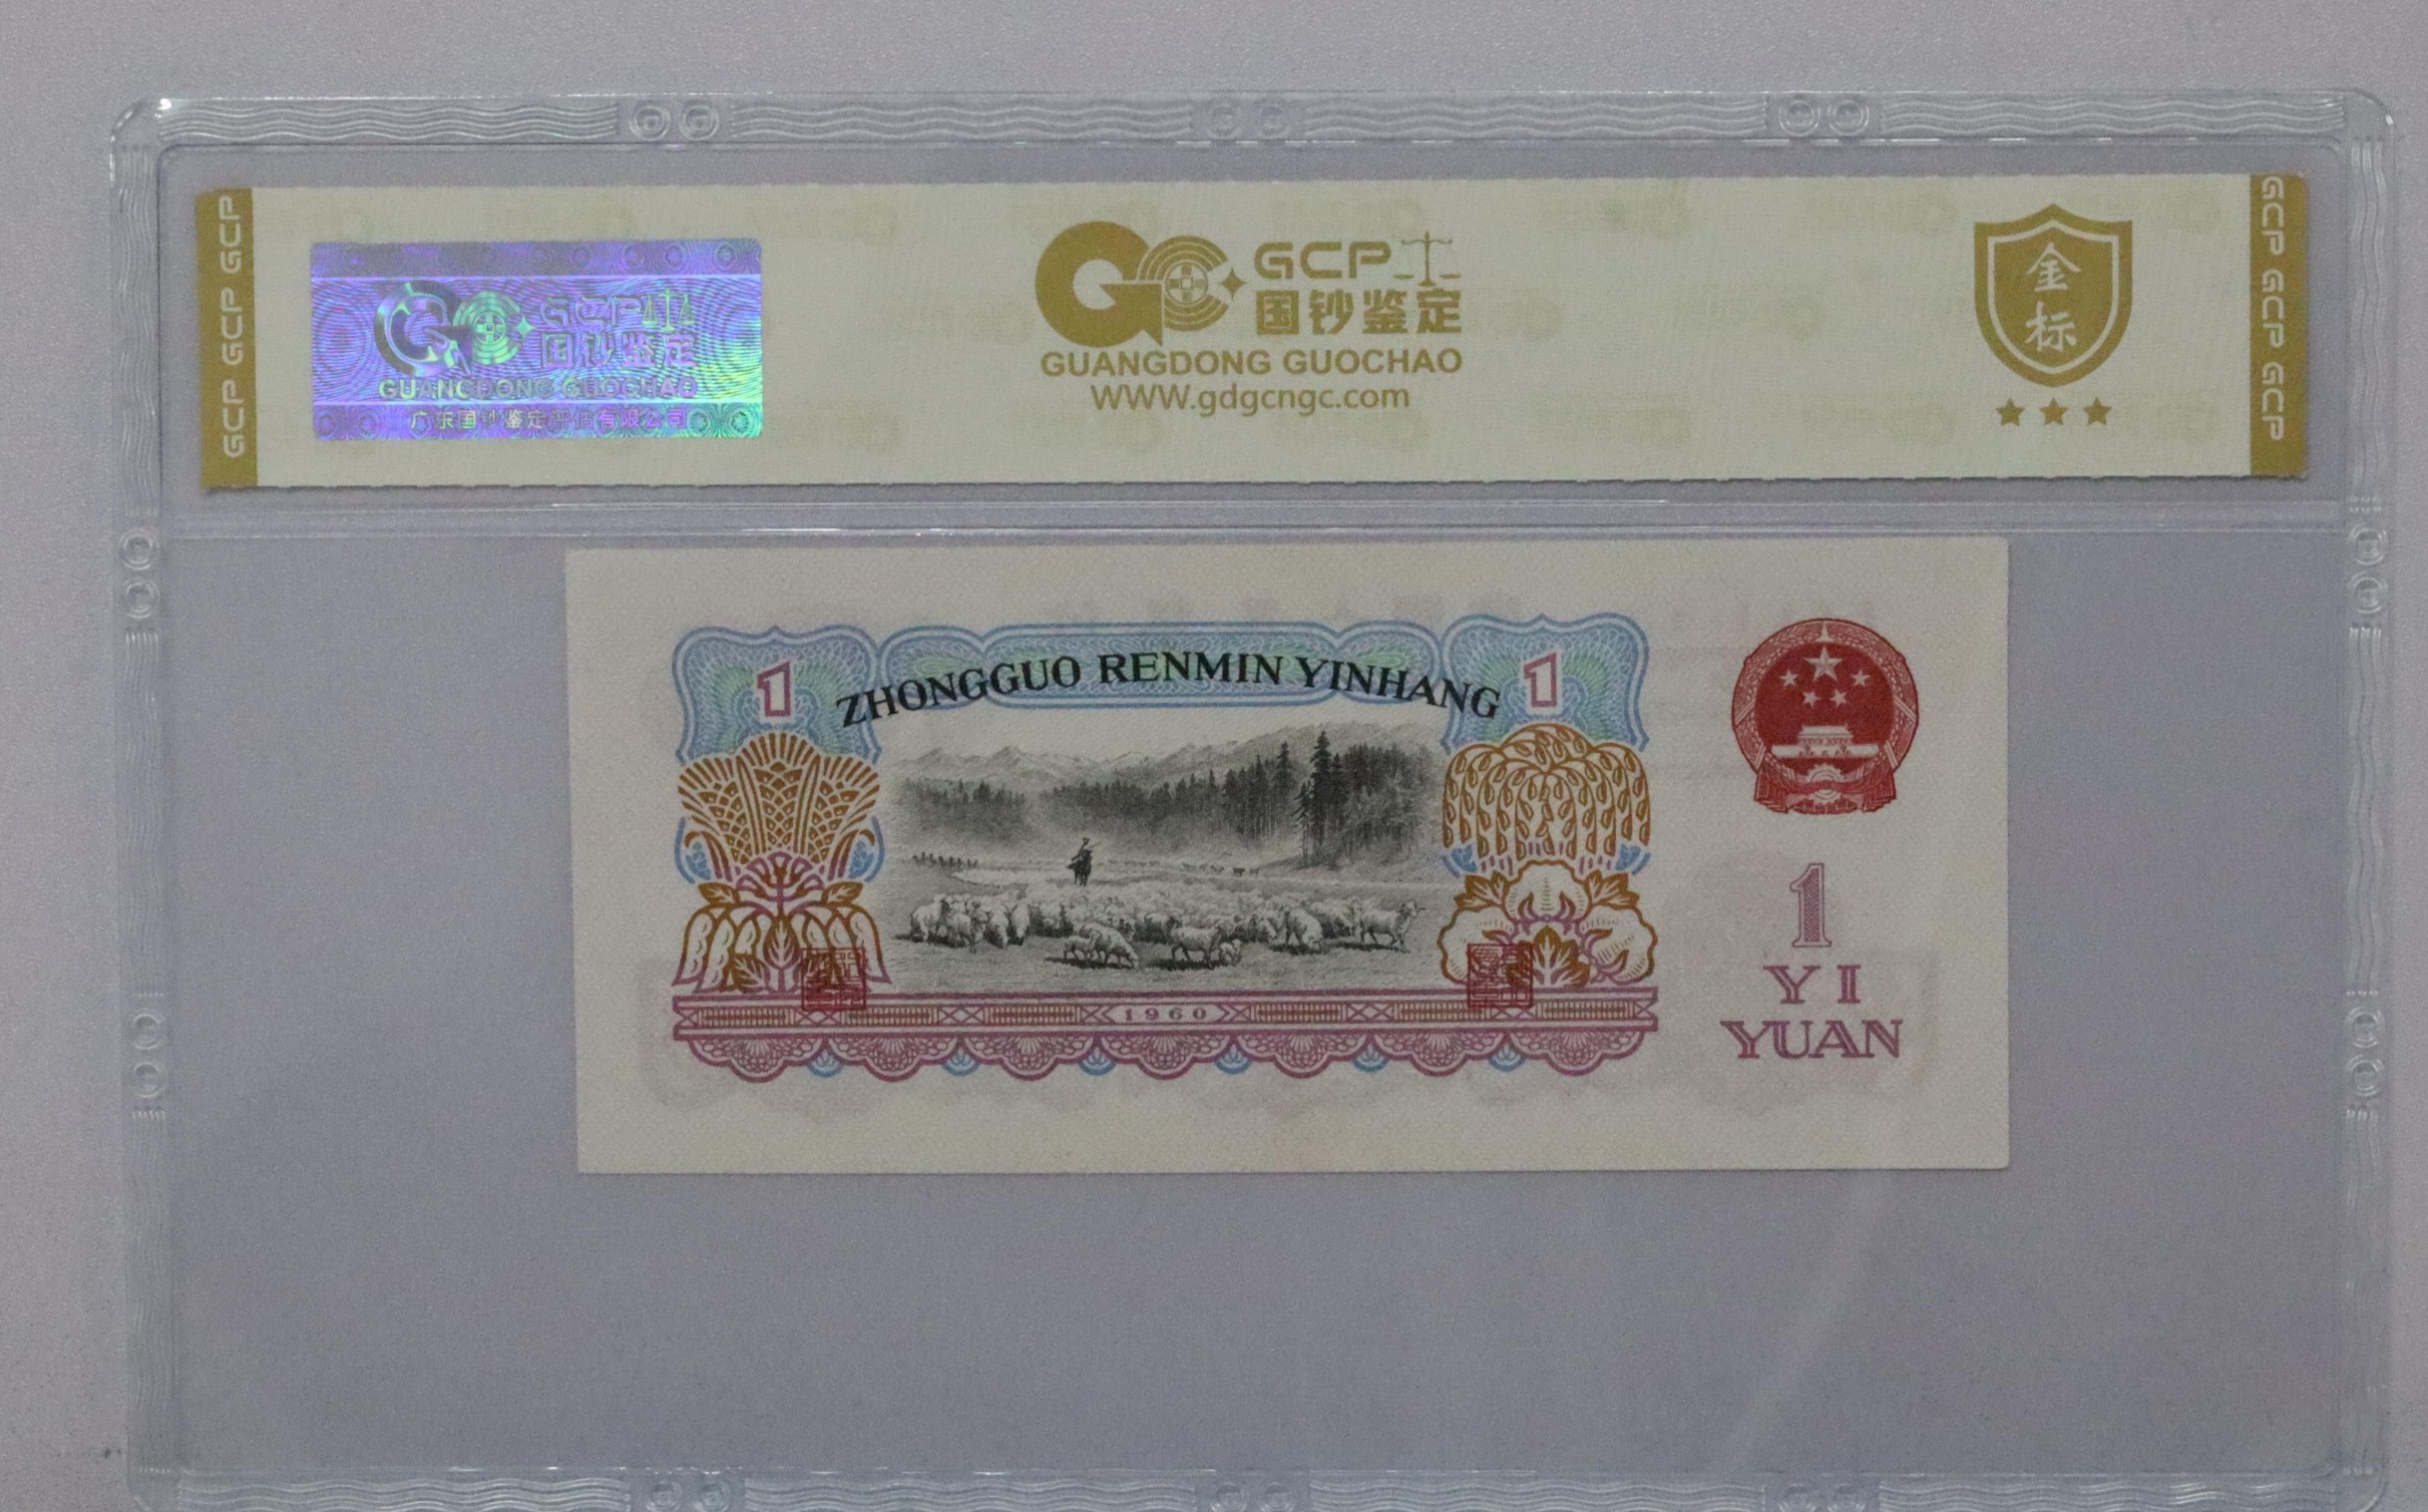 GCP GCP GCP
GCP
国钞鉴定
GUANGDONG GUOCHAO
广东国钞鉴定评估有限公司
GCP
国钞鉴定
GUANGDONG GUOCHAO
WWW.gdgcngc.com
金
标
GCP GCP GCP
1
ZHONGGUO RENMIN YINHANG
1
1
YI
YUAN
1960